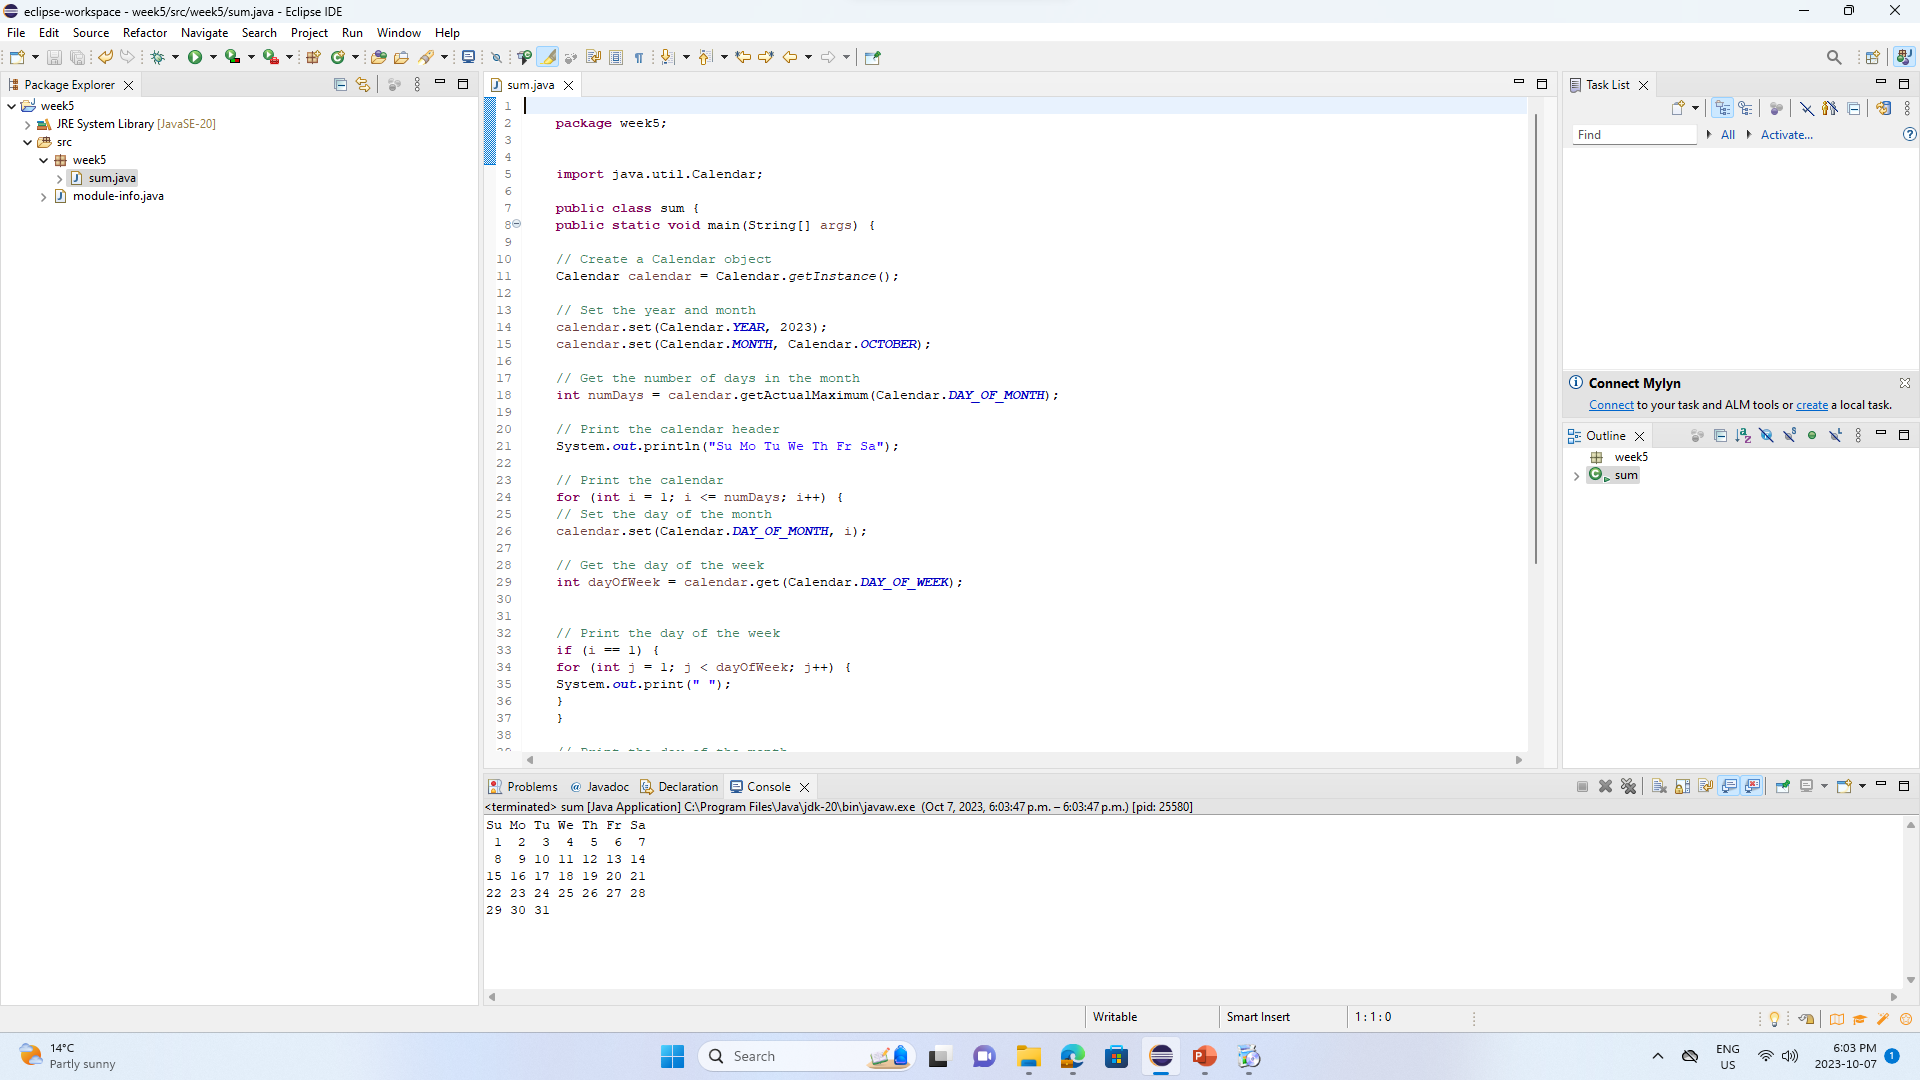 eclipse-workspace - week5/src/week5/sum.java - Eclipse IDE
File Edit Source Refactor Navigate Search Project Run Window Help
Package Explorer
week5
JRE System Library [JavaSE-20]
src
week5
sum.java
module-info.java
sum.java
1
2 package week5;
3
4
5 import java.util.Calendar;
6
7 public class sum {
8 public static void main(String[] args) {
9
10 // Create a Calendar object
11 Calendar calendar = Calendar.getInstance();
12
13 // Set the year and month
14 calendar.set(Calendar.YEAR, 2023);
15 calendar.set(Calendar.MONTH, Calendar.OCTOBER);
16
17 // Get the number of days in the month
18 int numDays = calendar.getActualMaximum(Calendar.DAY_OF_MONTH);
19
20 // Print the calendar header
21 System.out.println("Su Mo Tu We Th Fr Sa");
22
23 // Print the calendar
24 for (int i = 1; i <= numDays; i++) {
25 // Set the day of the month
26 calendar.set(Calendar.DAY_OF_MONTH, i);
27
28 // Get the day of the week
29 int dayOfWeek = calendar.get(Calendar.DAY_OF_WEEK);
30
31
32 // Print the day of the week
33 if (i == 1) {
34 for (int j = 1; j < dayOfWeek; j++) {
35 System.out.print(" ");
36 }
37 }
38
39 // Print the day of the month
Task List
Find All Activate...
Connect Mylyn
Connect to your task and ALM tools or create a local task.
Outline
week5
sum
Problems @ Javadoc Declaration Console
<terminated> sum [Java Application] C:\Program Files\Java\jdk-20\bin\javaw.exe (Oct 7, 2023, 6:03:47 p.m. – 6:03:47 p.m.) [pid: 25580]
Su Mo Tu We Th Fr Sa
1 2 3 4 5 6 7
8 9 10 11 12 13 14
15 16 17 18 19 20 21
22 23 24 25 26 27 28
29 30 31
Writable Smart Insert 1 : 1 : 0
14°C
Partly sunny
Search
ENG
US
6:03 PM
2023-10-07
1